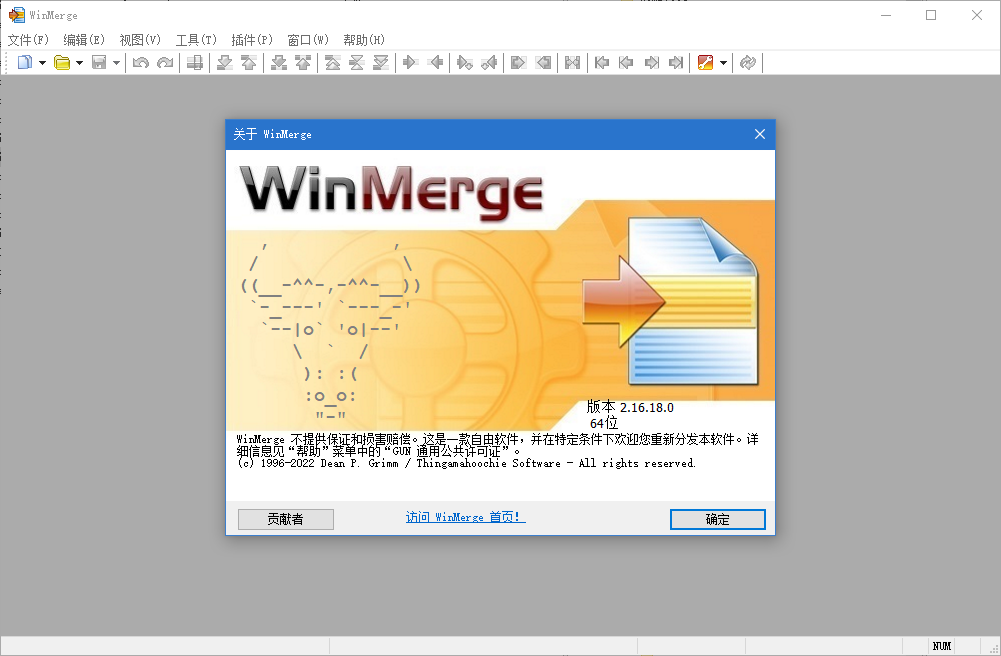 WinMerge
文件(F) 编辑(E) 视图(V) 工具(T) 插件(P) 窗口(W) 帮助(H)
关于 WinMerge
WinMerge
版本 2.16.18.0
64位
WinMerge 不提供保证和损害赔偿。这是一款自由软件，并在特定条件下欢迎您重新分发本软件。详
细信息见“帮助”菜单中的“GUN 通用公共许可证”。
(c) 1996-2022 Dean P. Grimm / Thingamahoochie Software - All rights reserved.
贡献者 访问 WinMerge 首页! 确定
NUM